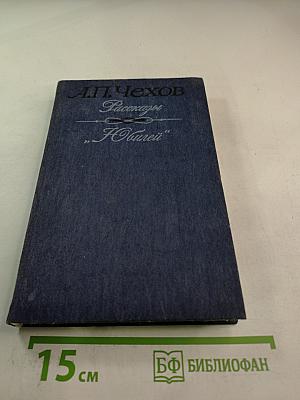 А.П.Чехов
Рассказы
„Юбилей“
15 см
БФ БИБЛИОФАН